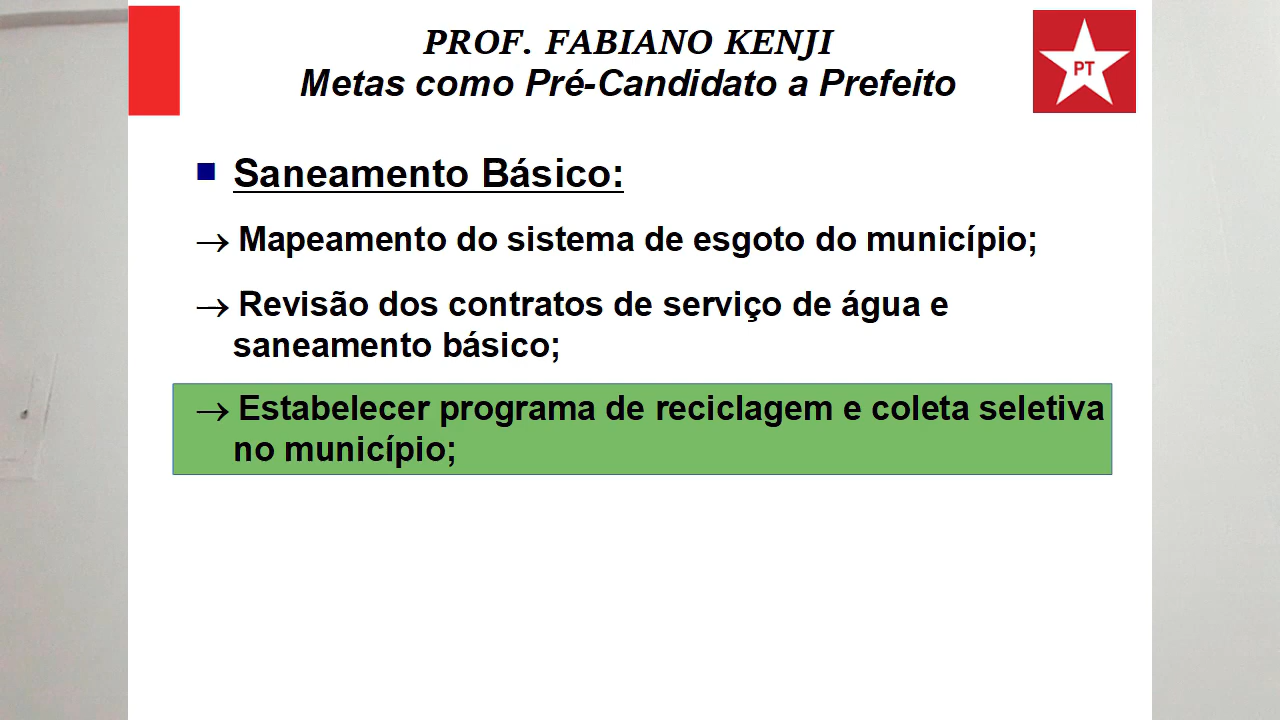 PROF. FABIANO KENJI
Metas como Pré-Candidato a Prefeito
PT
Saneamento Básico:
→ Mapeamento do sistema de esgoto do município;
→ Revisão dos contratos de serviço de água e
saneamento básico;
→ Estabelecer programa de reciclagem e coleta seletiva
no município;